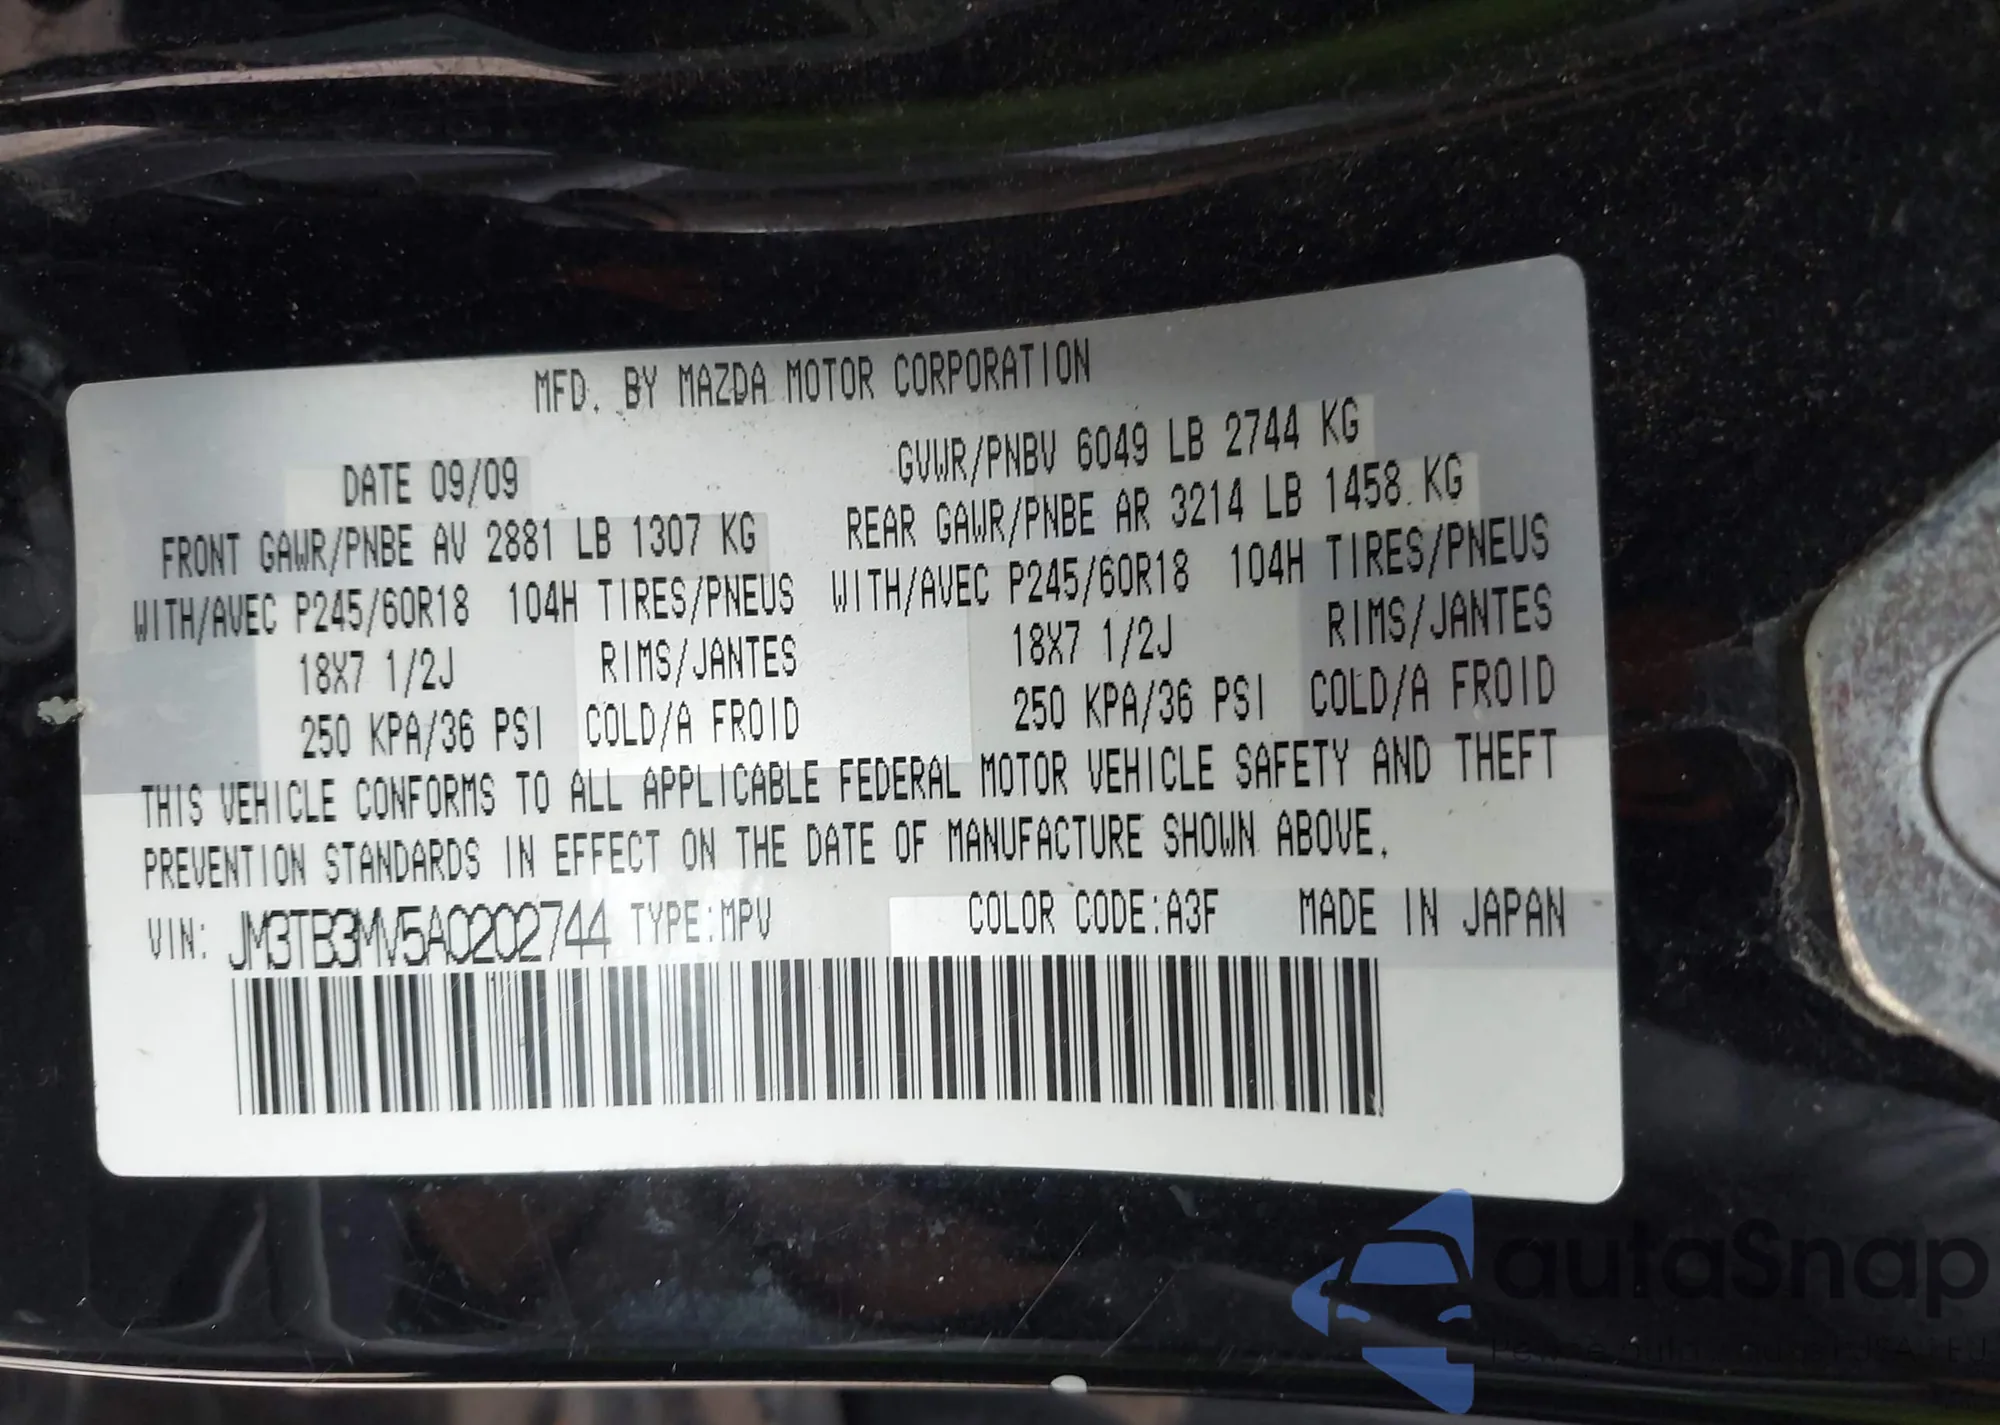 MFD. BY MAZDA MOTOR CORPORATION
DATE 09/09
GVWR/PNBV 6049 LB 2744 KG
FRONT GAWR/PNBE AV 2881 LB 1307 KG
REAR GAWR/PNBE AR 3214 LB 1458 KG
WITH/AVEC P245/60R18 104H TIRES/PNEUS
WITH/AVEC P245/60R18 104H TIRES/PNEUS
18X7 1/2J RIMS/JANTES
18X7 1/2J RIMS/JANTES
250 KPA/36 PSI COLD/A FROID
250 KPA/36 PSI COLD/A FROID
THIS VEHICLE CONFORMS TO ALL APPLICABLE FEDERAL MOTOR VEHICLE SAFETY AND THEFT
PREVENTION STANDARDS IN EFFECT ON THE DATE OF MANUFACTURE SHOWN ABOVE.
VIN: JM3TB3MV5A0202744 TYPE:MPV COLOR CODE:A3F MADE IN JAPAN
autaSnap